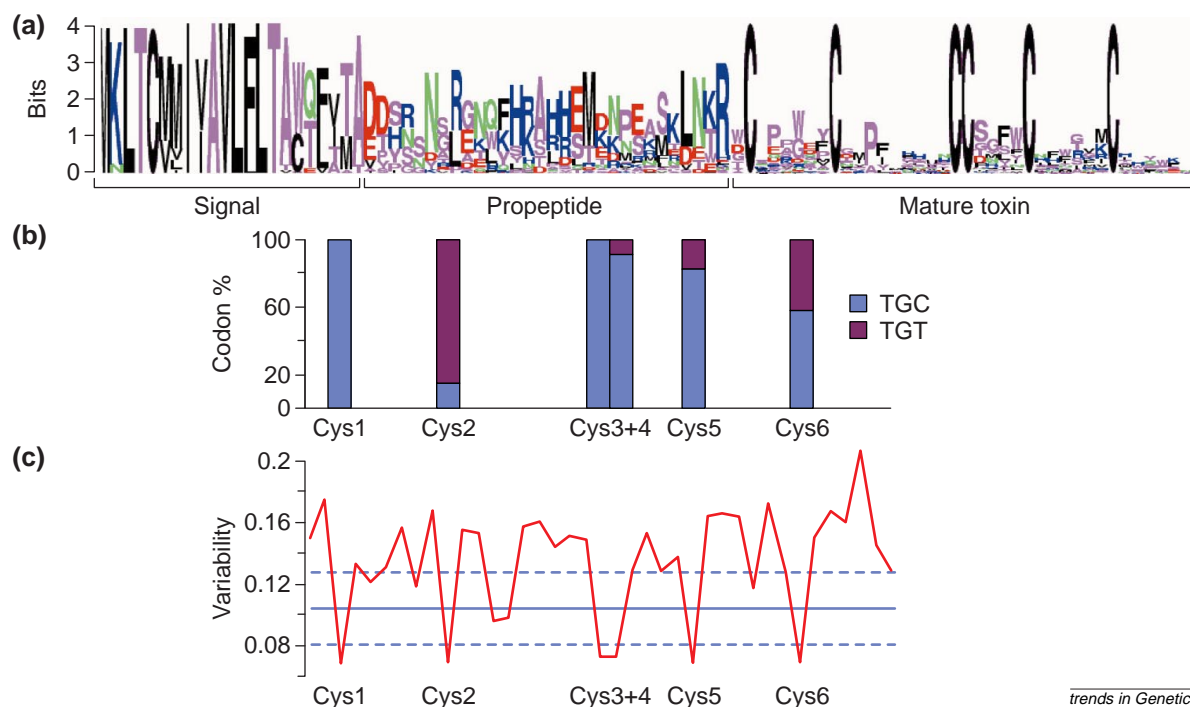 (a)
4
3
2
1
0
Bits
Signal
Propeptide
Mature toxin
(b)
100
60
20
0
Codon %
TGC
TGT
Cys1
Cys2
Cys3+4
Cys5
Cys6
(c)
0.2
0.16
0.12
0.08
Variability
Cys1
Cys2
Cys3+4
Cys5
Cys6
trends in Genetic